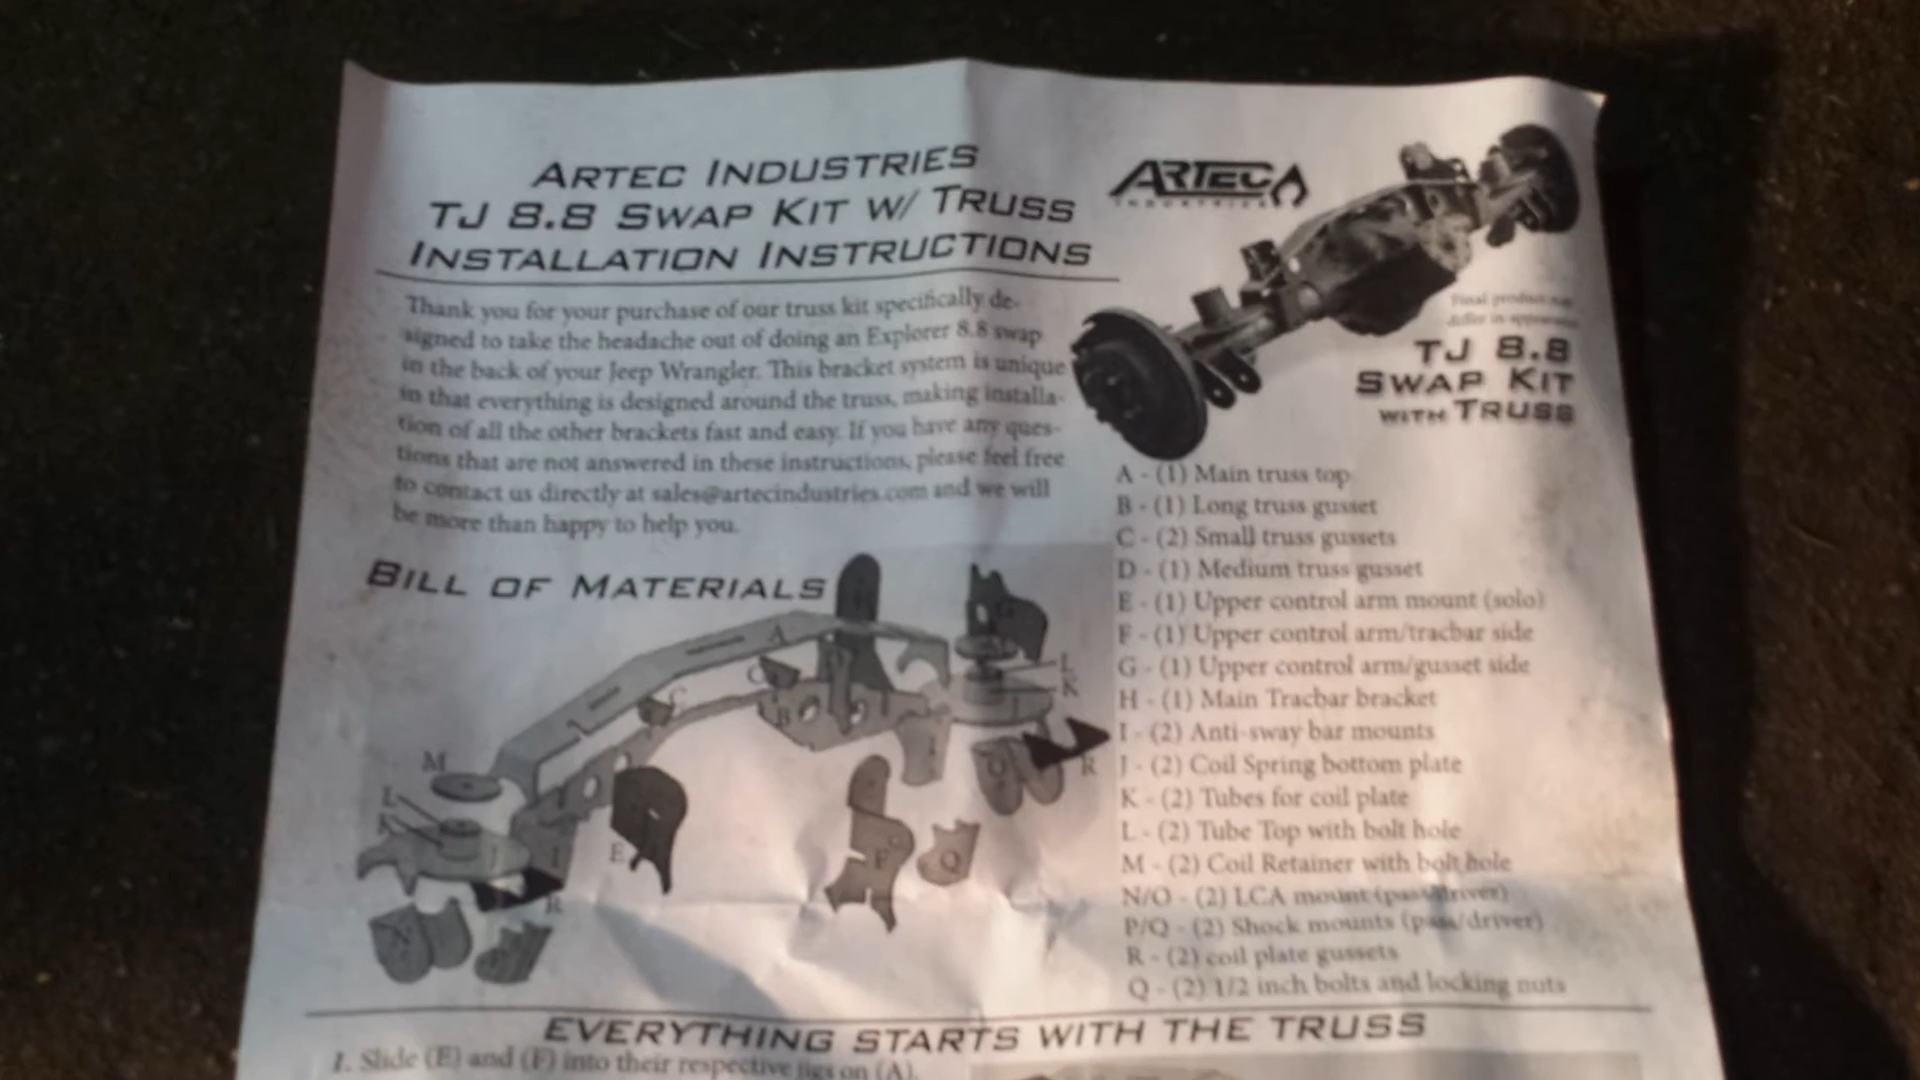 ARTEC INDUSTRIES
TJ 8.8 SWAP KIT W/ TRUSS
INSTALLATION INSTRUCTIONS
Thank you for your purchase of our truss kit specifically de-
signed to take the headache out of doing an Explorer 8.8 swap
in the back of your Jeep Wrangler. This bracket system is unique
in that everything is designed around the truss, making installa-
tion of all the other brackets fast and easy. If you have any ques-
tions that are not answered in these instructions, please feel free
to contact us directly at sales@artecindustries.com and we will
be more than happy to help you.
ARTEC
INDUSTRIES
Final product may
differ in appearance
TJ 8.8
SWAP KIT
WITH TRUSS
BILL OF MATERIALS
A
G
L
K
C
C
B
J
M
L
K
J
I
E
F
Q
O
R
R
N
A - (1) Main truss top
B - (1) Long truss gusset
C - (2) Small truss gussets
D - (1) Medium truss gusset
E - (1) Upper control arm mount (solo)
F - (1) Upper control arm/tracbar side
G - (1) Upper control arm/gusset side
H - (1) Main Tracbar bracket
I - (2) Anti-sway bar mounts
J - (2) Coil Spring bottom plate
K - (2) Tubes for coil plate
L - (2) Tube Top with bolt hole
M - (2) Coil Retainer with bolt hole
N/O - (2) LCA mount (pass/driver)
P/Q - (2) Shock mounts (pass/driver)
R - (2) coil plate gussets
Q - (2) 1/2 inch bolts and locking nuts
EVERYTHING STARTS WITH THE TRUSS
1. Slide (E) and (F) into their respective jigs on (A).